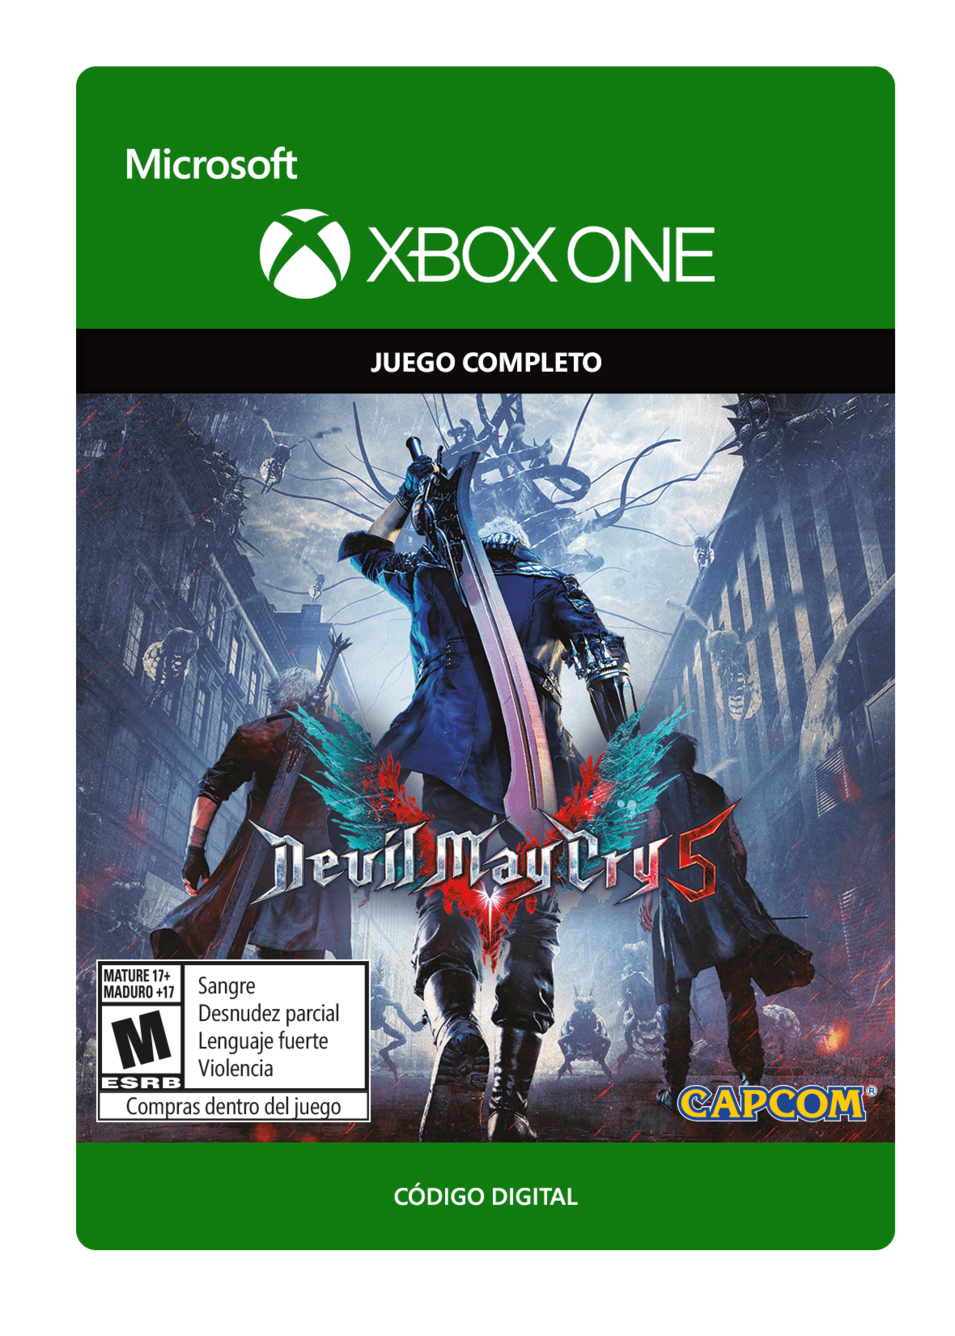 Microsoft
XBOX ONE
JUEGO COMPLETO
Devil May Cry 5
MATURE 17+
MADURO +17
M
ESRB
Sangre
Desnudez parcial
Lenguaje fuerte
Violencia
Compras dentro del juego
CAPCOM®
CÓDIGO DIGITAL